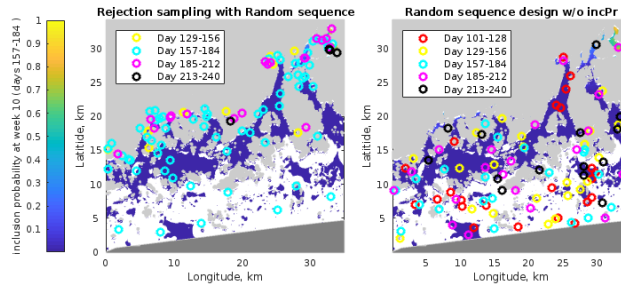 Rejection sampling with Random sequence
Day 129-156
Day 157-184
Day 185-212
Day 213-240
Random sequence design w/o incPr
Day 101-128
Day 129-156
Day 157-184
Day 185-212
Day 213-240
inclusion probability at week 10 (days 157-184)
1
0.9
0.8
0.7
0.6
0.5
0.4
0.3
0.2
0.1
Latitude, km
30
25
20
15
10
5
0
0
10
20
30
Longitude, km
Latitude, km
30
25
20
15
10
5
0
5
10
15
20
25
30
Longitude, km